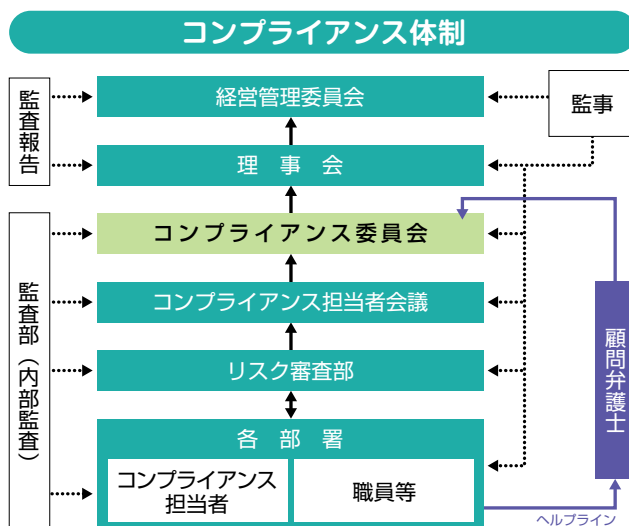 コンプライアンス体制
監査報告
経営管理委員会
監事
理事会
コンプライアンス委員会
監査部（内部監査）
コンプライアンス担当者会議
顧問弁護士
リスク審査部
各部署
コンプライアンス
担当者
職員等
ヘルプライン